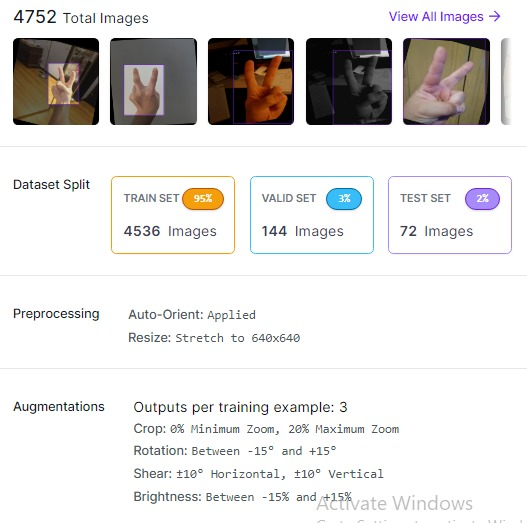 4752 Total Images
View All Images →
Dataset Split
TRAIN SET 95%
4536 Images
VALID SET 3%
144 Images
TEST SET 2%
72 Images
Preprocessing
Auto-Orient: Applied
Resize: Stretch to 640x640
Augmentations
Outputs per training example: 3
Crop: 0% Minimum Zoom, 20% Maximum Zoom
Rotation: Between -15° and +15°
Shear: ±10° Horizontal, ±10° Vertical
Brightness: Between -15% and +15%
Activate Windows